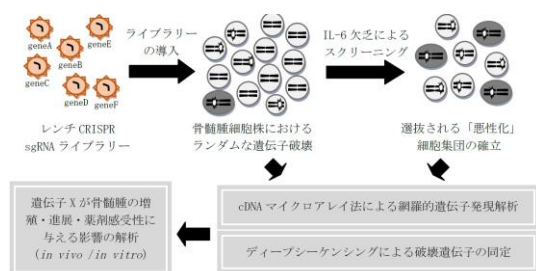 geneA
geneE
geneB
geneC
geneD
geneF
ライブラリー
の導入
IL-6 欠乏による
スクリーニング
レンチ CRISPR
sgRNA ライブラリー
骨髄腫細胞株における
ランダムな遺伝子破壊
選抜される「悪性化」
細胞集団の確立
遺伝子 X が骨髄腫の増
殖・進展・薬剤感受性に
与える影響の解析
(in vivo /in vitro)
cDNA マイクロアレイ法による網羅的遺伝子発現解析
ディープシーケンシングによる破壊遺伝子の同定